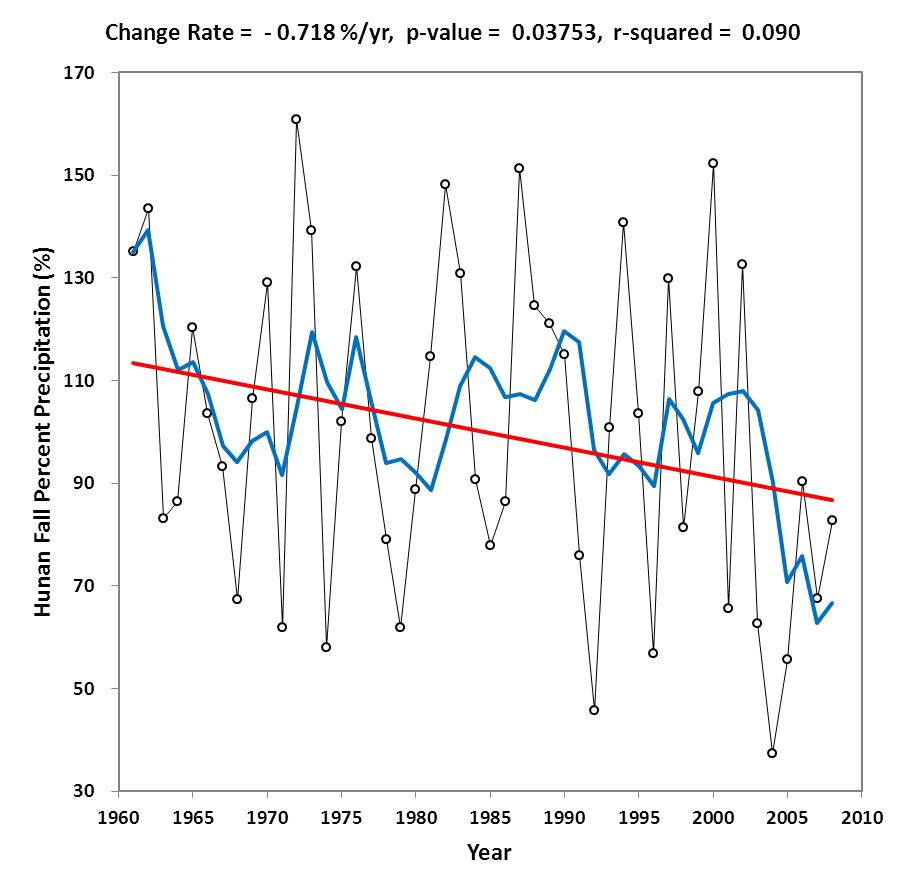 Change Rate = - 0.718 %/yr, p-value = 0.03753, r-squared = 0.090
Hunan Fall Percent Precipitation (%)
170
150
130
110
90
70
50
30
1960 1965 1970 1975 1980 1985 1990 1995 2000 2005 2010
Year